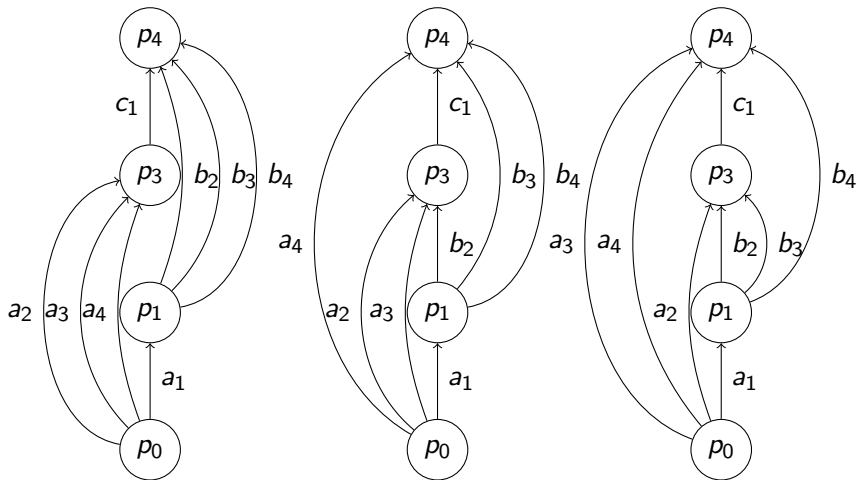 p4 p4 p4
c1 c1 c1
p3 p3 p3
b2 b3 b4 b3 b4 b4
a4 b2 a3 a4 b2 b3
a2 a3 a4 p1 a2 a3 p1 a2 p1
a1 a1 a1
p0 p0 p0